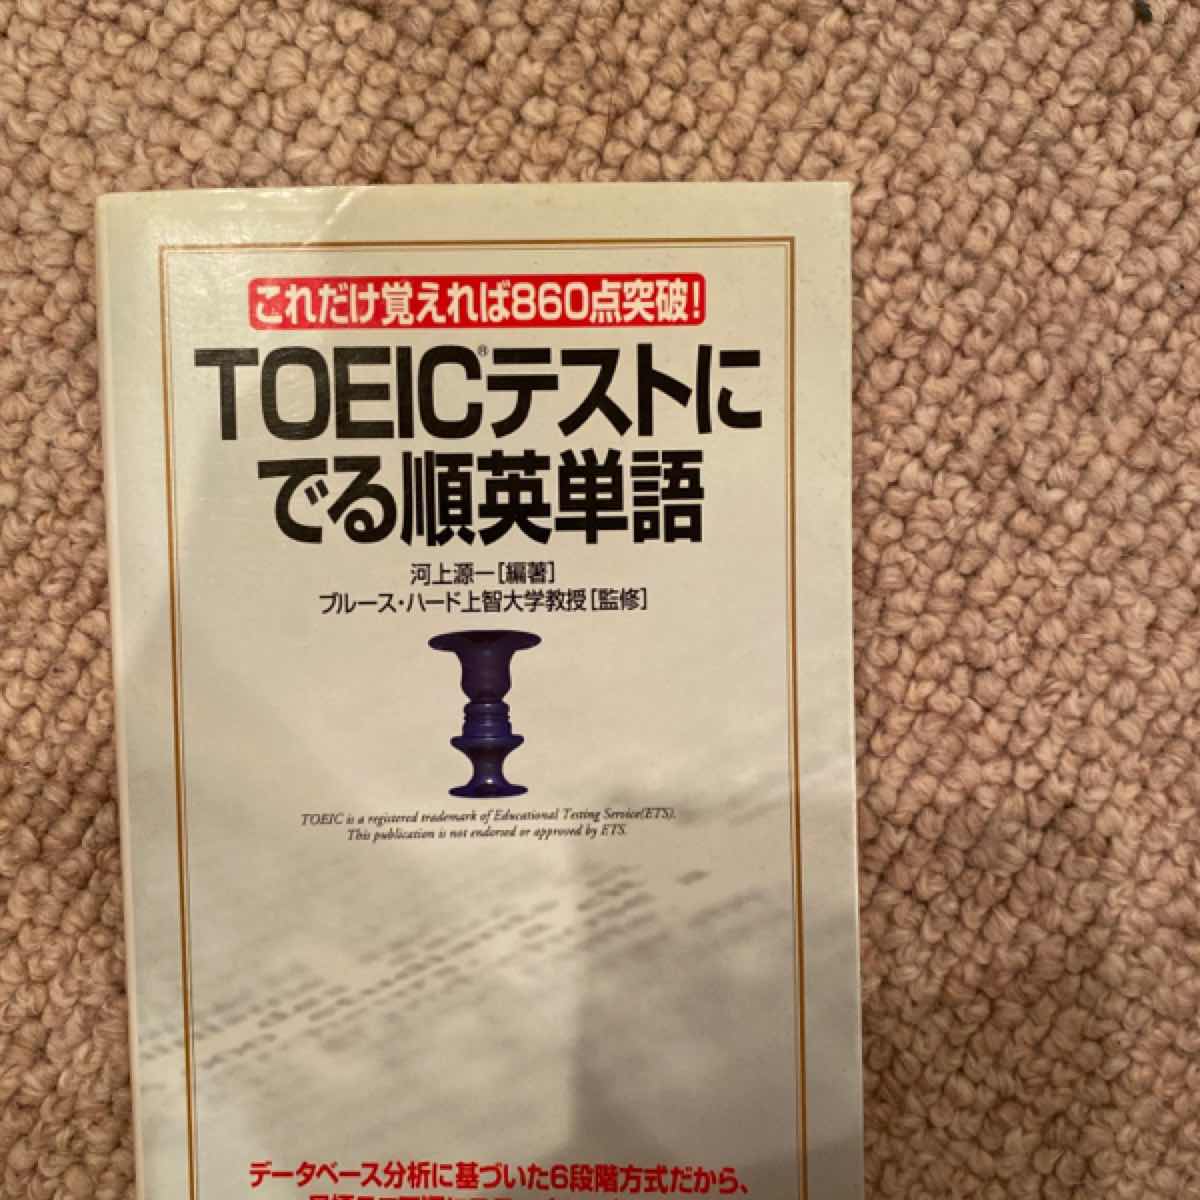 これだけ覚えれば860点突破!
TOEIC®テストに
でる順英単語
河上源一[編著]
ブルース・ハード上智大学教授[監修]
TOEIC is a registered trademark of Educational Testing Service(ETS).
This publication is not endorsed or approved by ETS.
データベース分析に基づいた6段階方式だから、